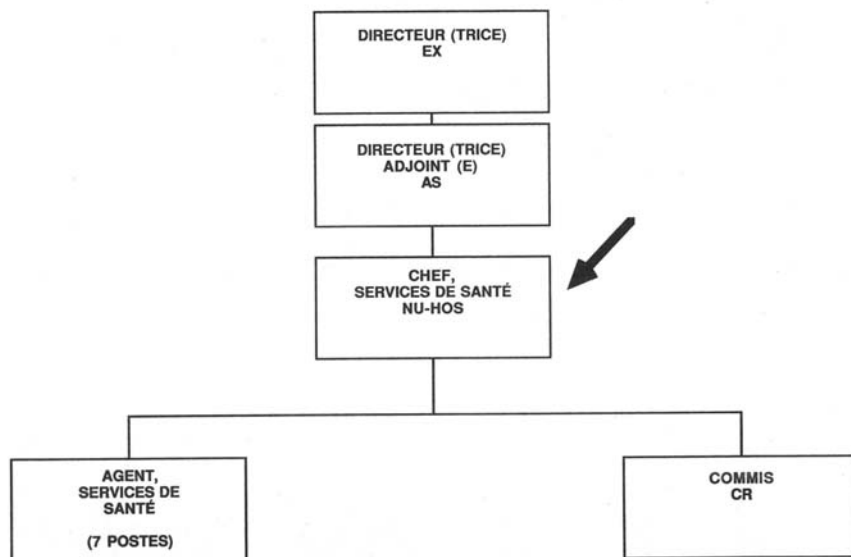 DIRECTEUR (TRICE)
EX
DIRECTEUR (TRICE)
ADJOINT (E)
AS
CHEF,
SERVICES DE SANTÉ
NU-HOS
AGENT,
SERVICES DE
SANTÉ
(7 POSTES)
COMMIS
CR